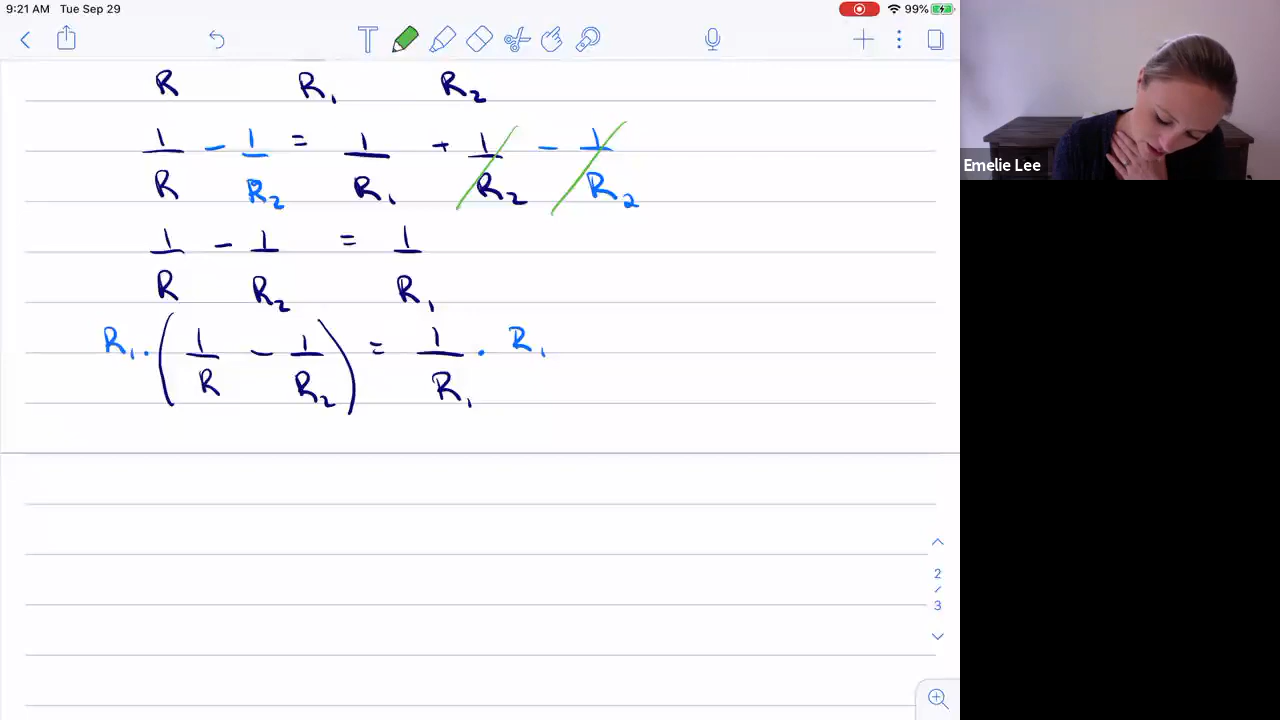 9:21 AM Tue Sep 29 99%
T
R R₁ R₂
1/R - 1/R₂ = 1/R₁ + 1/R₂ - 1/R₂
1/R - 1/R₂ = 1/R₁
R₁ · (1/R - 1/R₂) = 1/R₁ · R₁
2/3
Emelie Lee